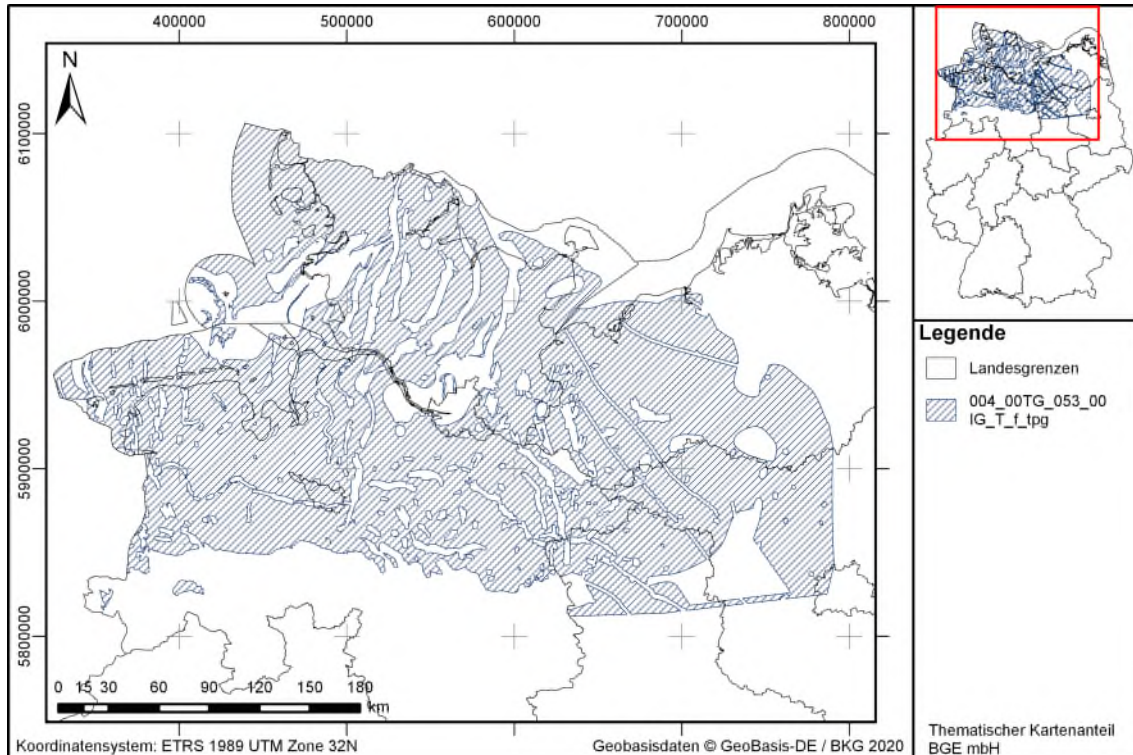 400000 500000 600000 700000 800000
N
6100000
6000000
5900000
5800000
0 15 30 60 90 120 150 180
km
Koordinatensystem: ETRS 1989 UTM Zone 32N
Geobasisdaten © GeoBasis-DE / BKG 2020
Legende
Landesgrenzen
004_00TG_053_00
IG_T_f_tpg
Thematischer Kartenanteil
BGE mbH